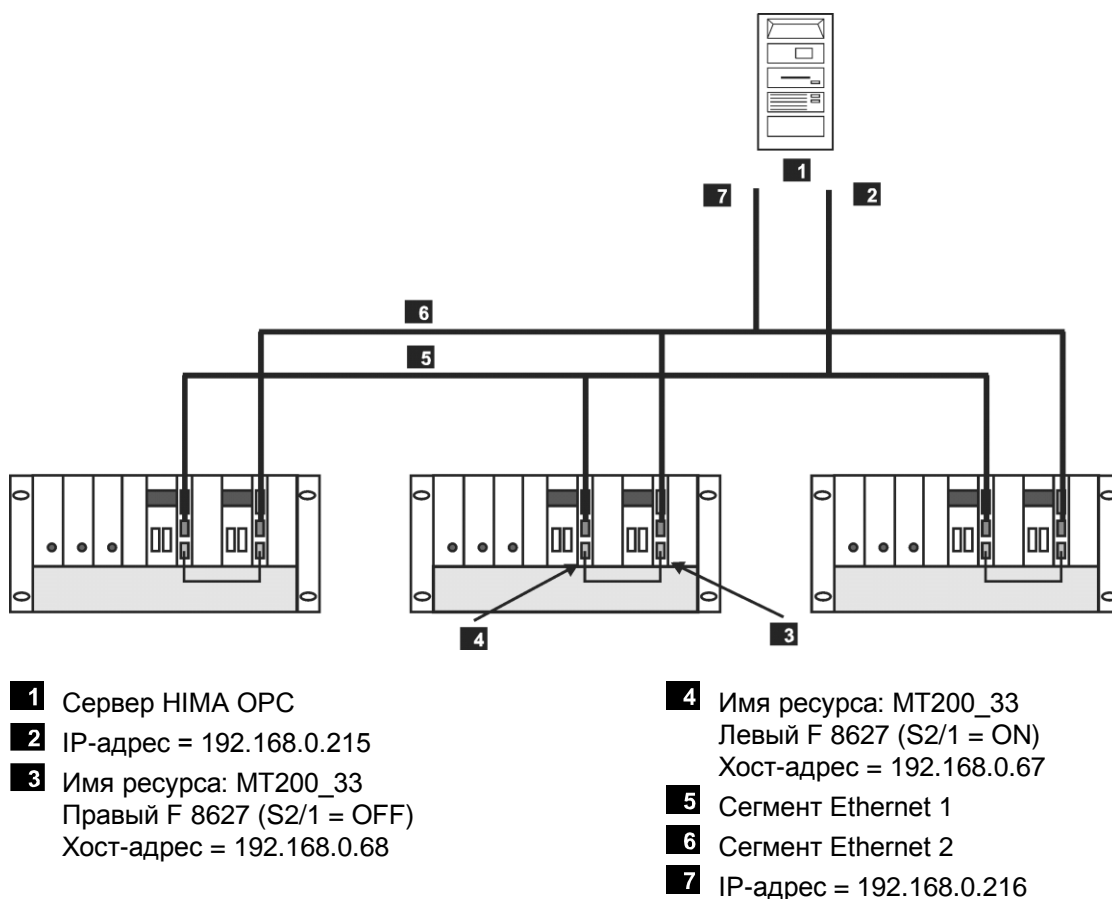 1
7
2
6
5
4
3
1 Сервер HIMA OPC
2 IP-адрес = 192.168.0.215
3 Имя ресурса: MT200_33
Правый F 8627 (S2/1 = OFF)
Хост-адрес = 192.168.0.68
4 Имя ресурса: MT200_33
Левый F 8627 (S2/1 = ON)
Хост-адрес = 192.168.0.67
5 Сегмент Ethernet 1
6 Сегмент Ethernet 2
7 IP-адрес = 192.168.0.216